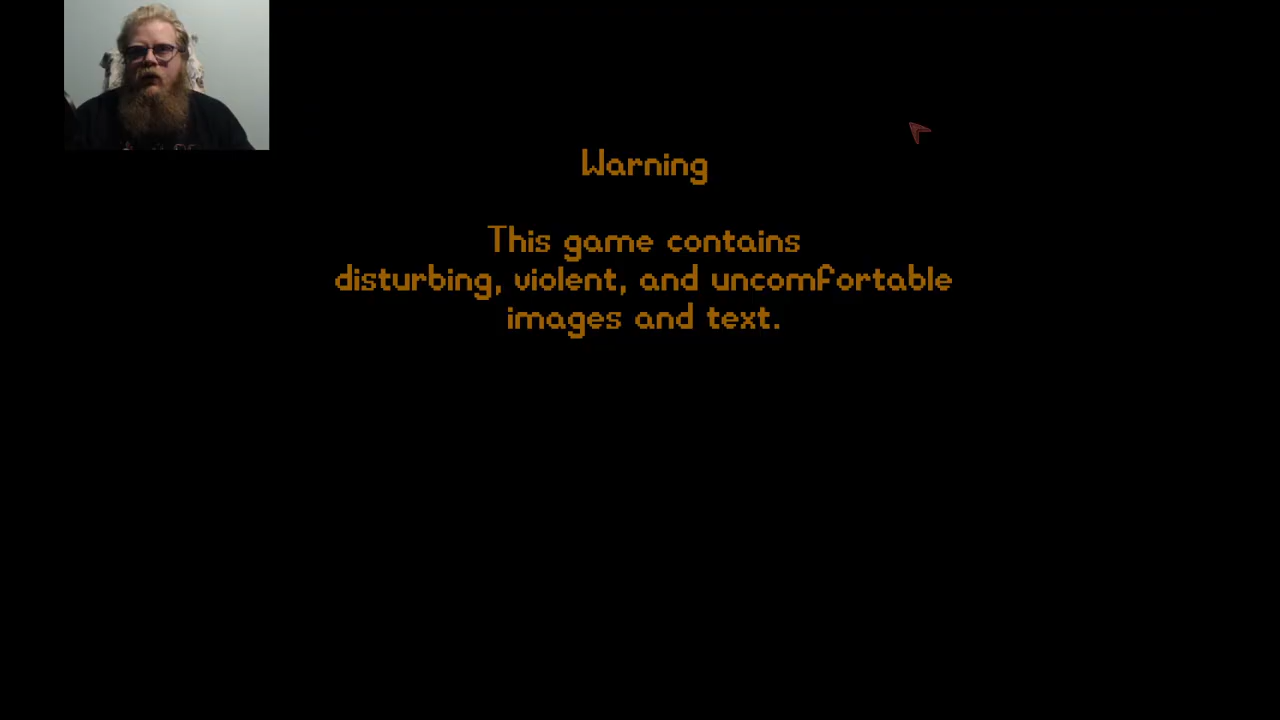 Warning
This game contains
disturbing, violent, and uncomfortable
images and text.